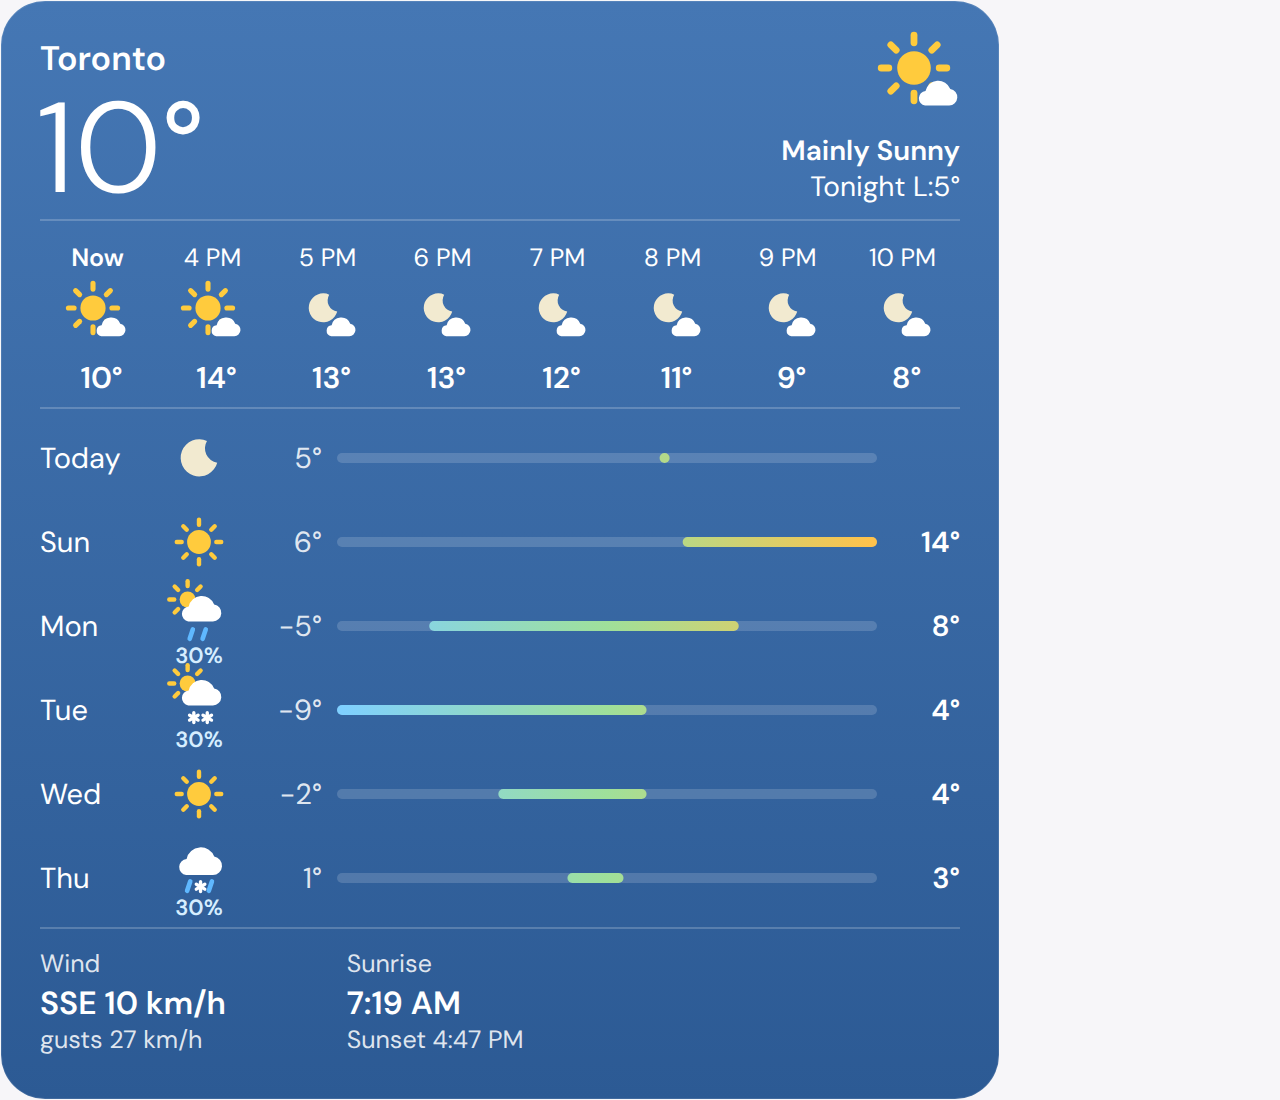 Toronto
10°
Mainly Sunny
Tonight L:5°
Now 4 PM 5 PM 6 PM 7 PM 8 PM 9 PM 10 PM
10° 14° 13° 13° 12° 11° 9° 8°
Today 5°
Sun 6° 14°
Mon -5° 8°
30%
Tue -9° 4°
30%
Wed -2° 4°
Thu 1° 3°
30%
Wind Sunrise
SSE 10 km/h 7:19 AM
gusts 27 km/h Sunset 4:47 PM